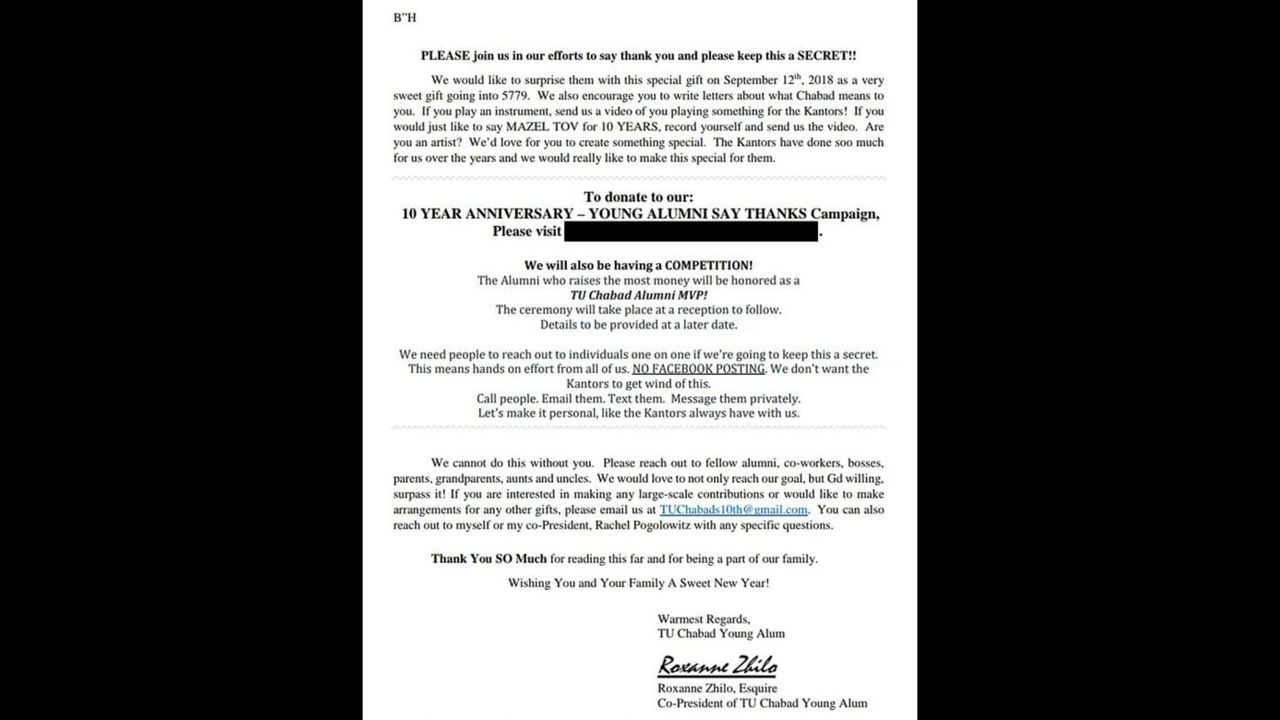 B"H
PLEASE join us in our efforts to say thank you and please keep this a SECRET!!
We would like to surprise them with this special gift on September 12th, 2018 as a very
sweet gift going into 5779. We also encourage you to write letters about what Chabad means to
you. If you play an instrument, send us a video of you playing something for the Kantors! If you
would just like to say MAZEL TOV for 10 YEARS, record yourself and send us the video. Are
you an artist? We'd love for you to create something special. The Kantors have done soo much
for us over the years and we would really like to make this special for them.
To donate to our:
10 YEAR ANNIVERSARY – YOUNG ALUMNI SAY THANKS Campaign,
Please visit .
We will also be having a COMPETITION!
The Alumni who raises the most money will be honored as a
TU Chabad Alumni MVP!
The ceremony will take place at a reception to follow.
Details to be provided at a later date.
We need people to reach out to individuals one on one if we're going to keep this a secret.
This means hands on effort from all of us. NO FACEBOOK POSTING. We don't want the
Kantors to get wind of this.
Call people. Email them. Text them. Message them privately.
Let's make it personal, like the Kantors always have with us.
We cannot do this without you. Please reach out to fellow alumni, co-workers, bosses,
parents, grandparents, aunts and uncles. We would love to not only reach our goal, but Gd willing,
surpass it! If you are interested in making any large-scale contributions or would like to make
arrangements for any other gifts, please email us at TUChabads10th@gmail.com. You can also
reach out to myself or my co-President, Rachel Pogolowitz with any specific questions.
Thank You SO Much for reading this far and for being a part of our family.
Wishing You and Your Family A Sweet New Year!
Warmest Regards,
TU Chabad Young Alum
Roxanne Zhilo
Roxanne Zhilo, Esquire
Co-President of TU Chabad Young Alum